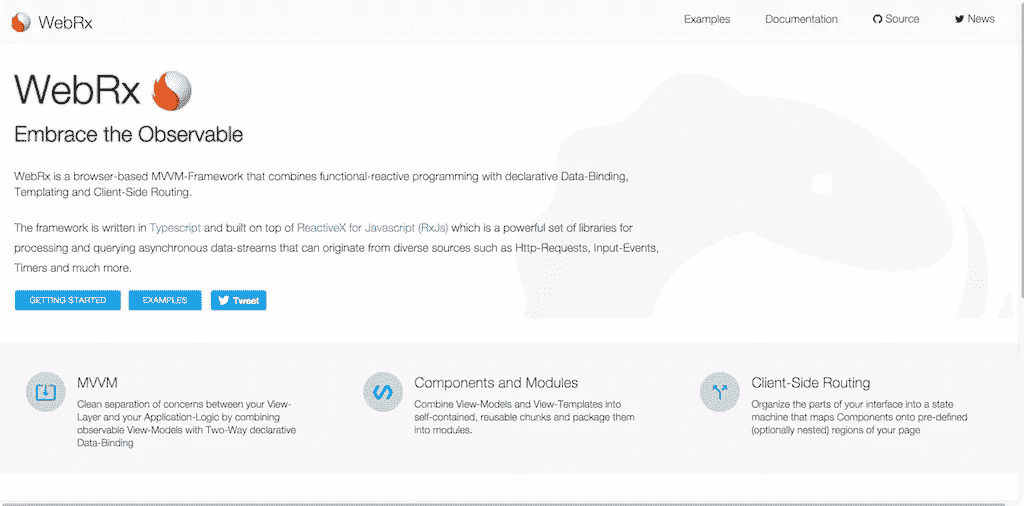 WebRx
Examples
Documentation
Source
News
WebRx
Embrace the Observable
WebRx is a browser-based MVVM-Framework that combines functional-reactive programming with declarative Data-Binding,
Templating and Client-Side Routing.
The framework is written in Typescript and built on top of ReactiveX for Javascript (RxJs) which is a powerful set of libraries for
processing and querying asynchronous data-streams that can originate from diverse sources such as Http-Requests, Input-Events,
Timers and much more.
GETTING STARTED
EXAMPLES
Tweet
MVVM
Clean separation of concerns between your View-
Layer and your Application-Logic by combining
observable View-Models with Two-Way declarative
Data-Binding
Components and Modules
Combine View-Models and View-Templates into
self-contained, reusable chunks and package them
into modules.
Client-Side Routing
Organize the parts of your interface into a state
machine that maps Components onto pre-defined
(optionally nested) regions of your page